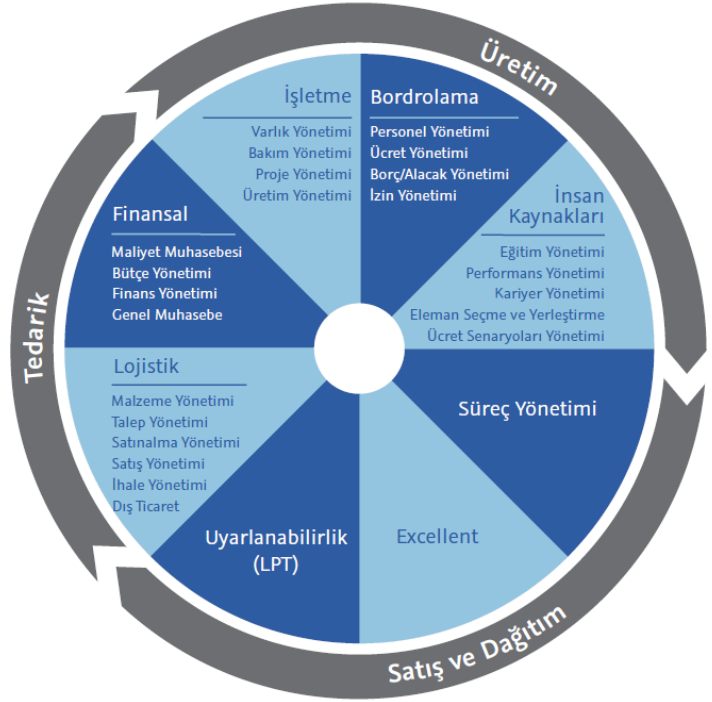 Üretim
İşletme
Varlık Yönetimi
Bakım Yönetimi
Proje Yönetimi
Üretim Yönetimi
Bordrolama
Personel Yönetimi
Ücret Yönetimi
Borç/Alacak Yönetimi
İzin Yönetimi
İnsan
Kaynakları
Eğitim Yönetimi
Performans Yönetimi
Kariyer Yönetimi
Eleman Seçme ve Yerleştirme
Ücret Senaryoları Yönetimi
Süreç Yönetimi
Excellent
Uyarlanabilirlik
(LPT)
Lojistik
Malzeme Yönetimi
Talep Yönetimi
Satınalma Yönetimi
Satış Yönetimi
İhale Yönetimi
Dış Ticaret
Finansal
Maliyet Muhasebesi
Bütçe Yönetimi
Finans Yönetimi
Genel Muhasebe
Satış ve Dağıtım
Tedarik